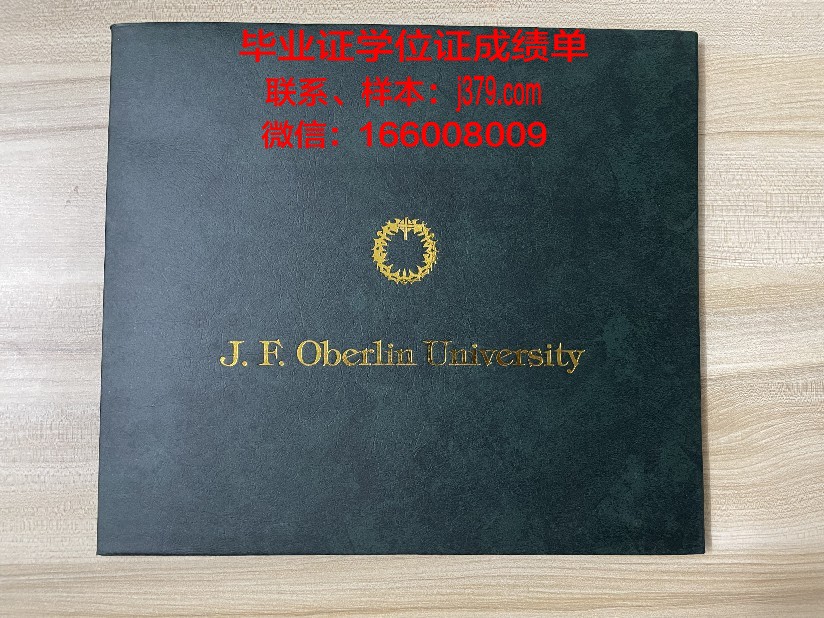 毕业证学位证成绩单
联系、样本：j379.com
微信：166008009
J. F. Oberlin University